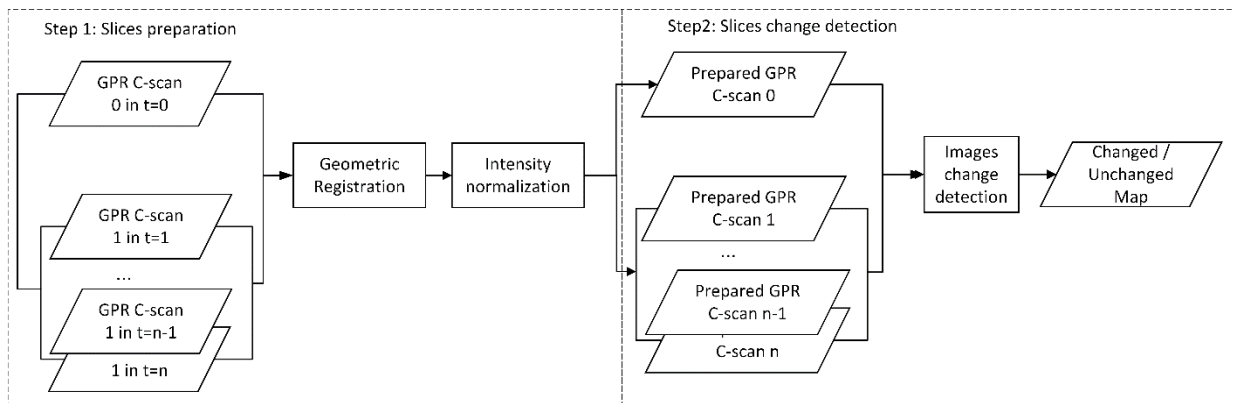 Step 1: Slices preparation
GPR C-scan
0 in t=0
GPR C-scan
1 in t=1
...
GPR C-scan
1 in t=n-1
1 in t=n
Geometric
Registration
Intensity
normalization
Step2: Slices change detection
Prepared GPR
C-scan 0
Prepared GPR
C-scan 1
...
Prepared GPR
C-scan n-1
C-scan n
Images
change
detection
Changed /
Unchanged
Map